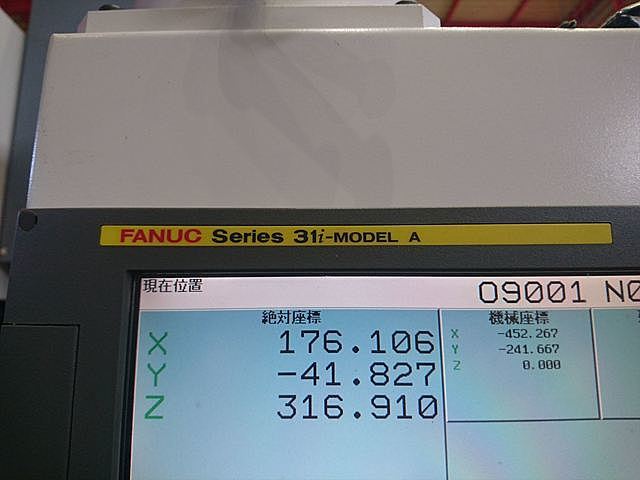 FANUC Series 31i-MODEL A
現在位置
O9001 N0
絶対座標
X 176.106
Y -41.827
Z 316.910
機械座標
X -452.267
Y -241.667
Z 0.000